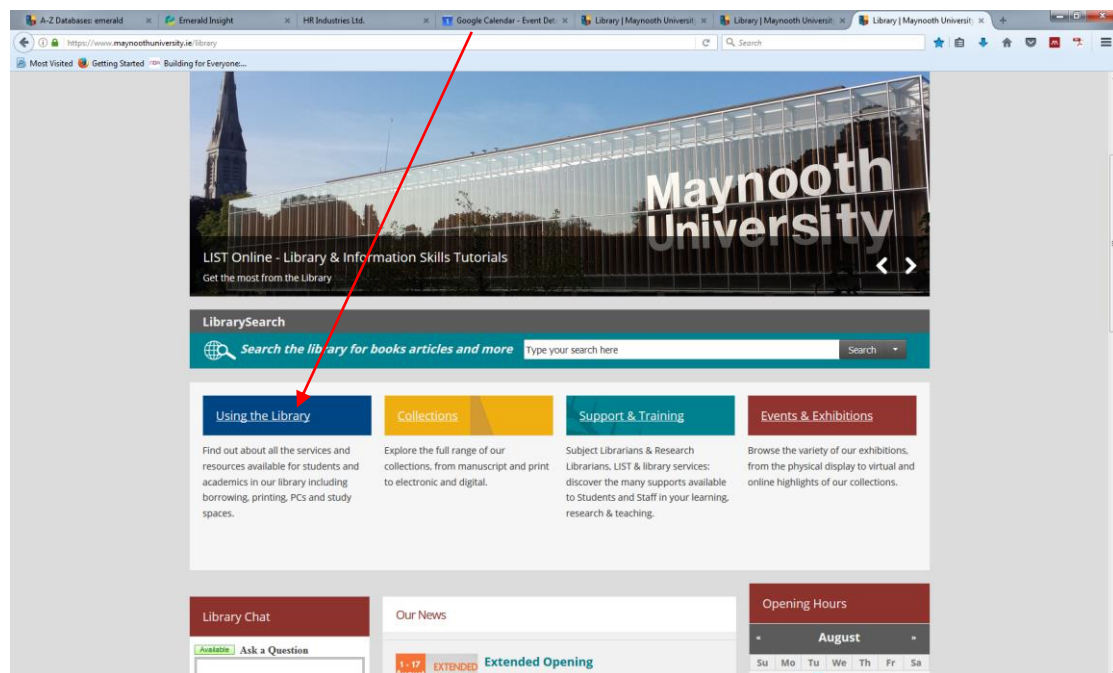 A-Z Databases: emerald
Emerald Insight
HR Industries Ltd.
Google Calendar - Event Det
Library | Maynooth Universit
Library | Maynooth Universit
Library | Maynooth Universit
https://www.maynoothuniversity.ie/library
Search
Most Visited
Getting Started
Building for Everyone:...
Maynooth
University
LIST Online - Library & Information Skills Tutorials
Get the most from the Library
LibrarySearch
Search the library for books articles and more
Type your search here
Search
Using the Library
Find out about all the services and
resources available for students and
academics in our library including
borrowing, printing, PCs and study
spaces.
Collections
Explore the full range of our
collections, from manuscript and print
to electronic and digital.
Support & Training
Subject Librarians & Research
Librarians, LIST & library services:
discover the many supports available
to Students and Staff in your learning,
research & teaching.
Events & Exhibitions
Browse the variety of our exhibitions,
from the physical display to virtual and
online highlights of our collections.
Library Chat
Available Ask a Question
Our News
1 - 17
EXTENDED
Extended Opening
Opening Hours
« August »
Su Mo Tu We Th Fr Sa